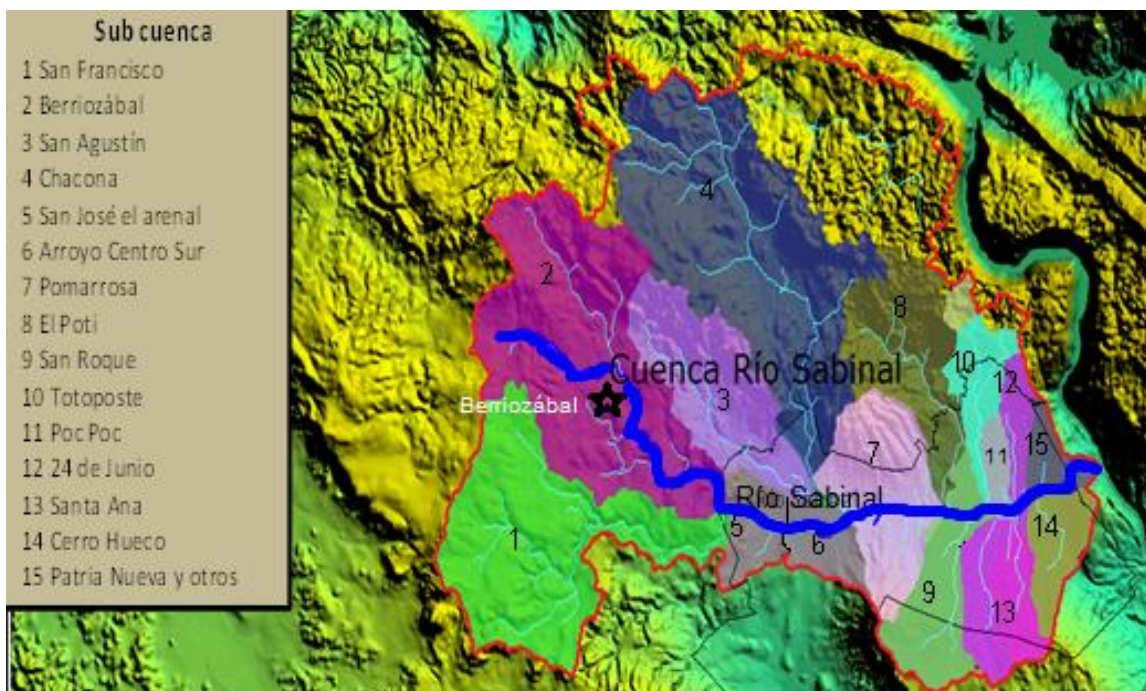 Sub cuenca
1 San Francisco
2 Berriozábal
3 San Agustín
4 Chacona
5 San José el arenal
6 Arroyo Centro Sur
7 Pomarrosa
8 El Poti
9 San Roque
10 Totoposte
11 Poc Poc
12 24 de Junio
13 Santa Ana
14 Cerro Hueco
15 Patria Nueva y otros
4
2
8
10
12
Cuenca Río Sabinal
Berriozábal
3
7
11
15
Río Sabinal
1
5
6
14
9
13